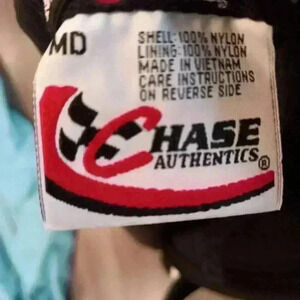 MD
SHELL: 100% NYLON
LINING: 100% NYLON
MADE IN VIETNAM
CARE INSTRUCTIONS
ON REVERSE SIDE
CHASE
AUTHENTICS®